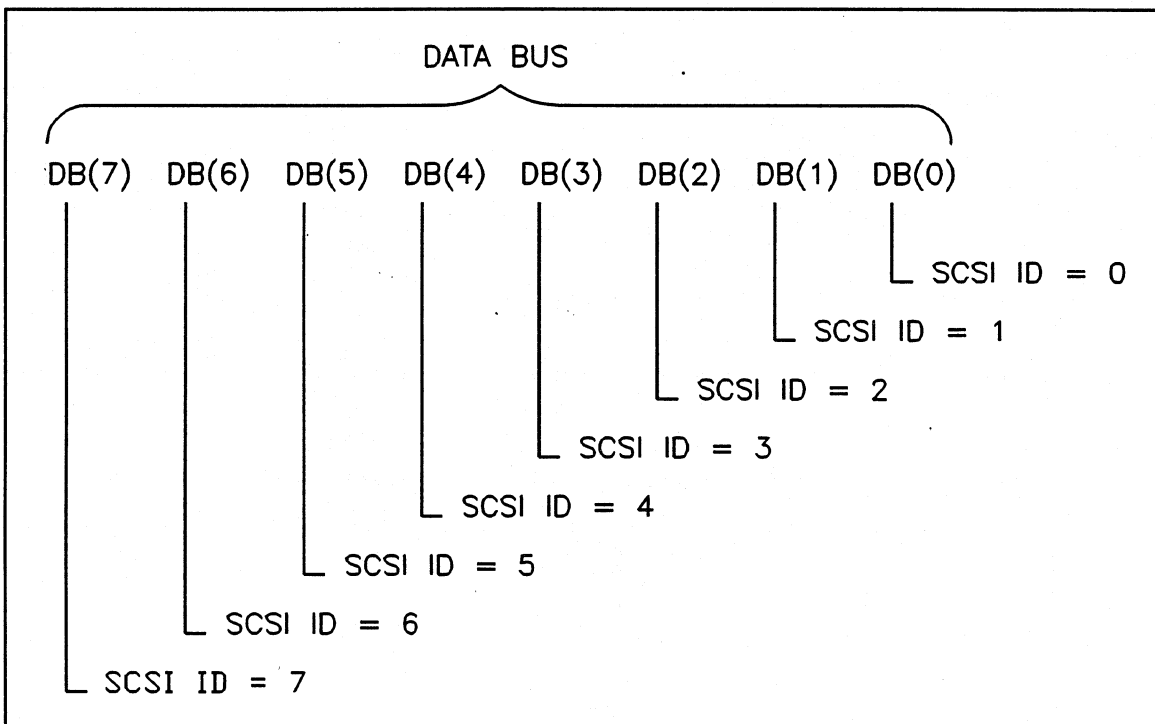 DATA BUS
DB(7) DB(6) DB(5) DB(4) DB(3) DB(2) DB(1) DB(0)
SCSI ID = 0
SCSI ID = 1
SCSI ID = 2
SCSI ID = 3
SCSI ID = 4
SCSI ID = 5
SCSI ID = 6
SCSI ID = 7